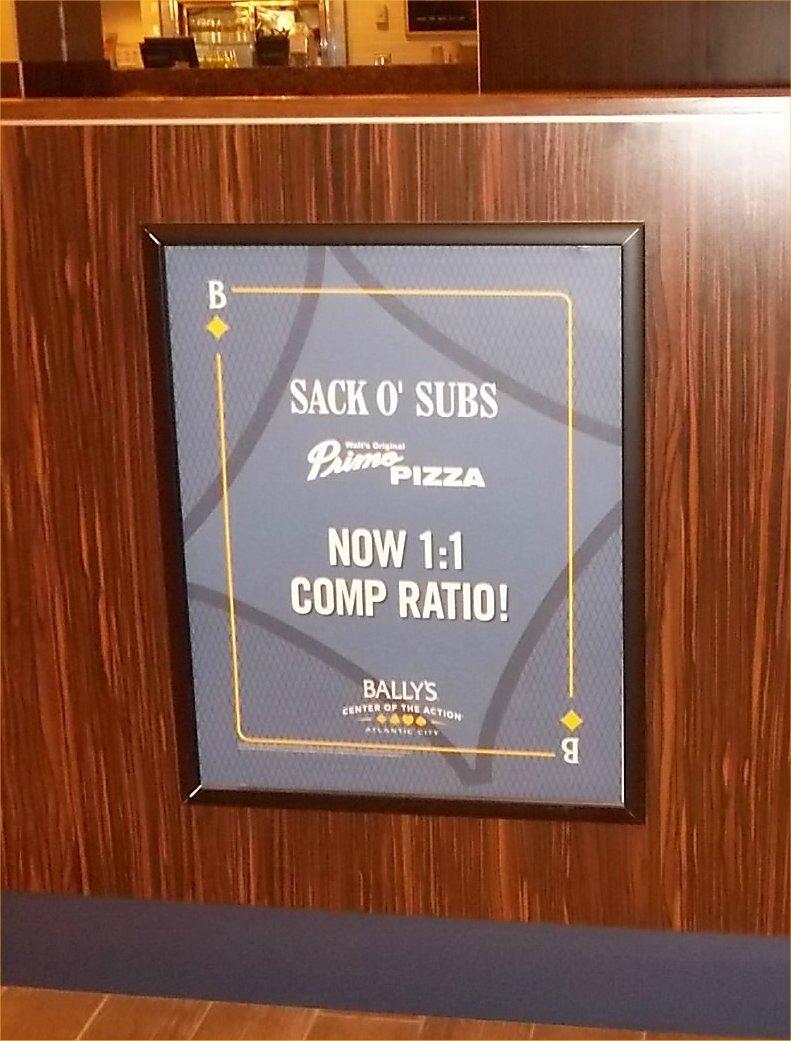 B
SACK O' SUBS
Walt's Original
Primo
PIZZA
NOW 1:1
COMP RATIO!
BALLY'S
CENTER OF THE ACTION
ATLANTIC CITY
B